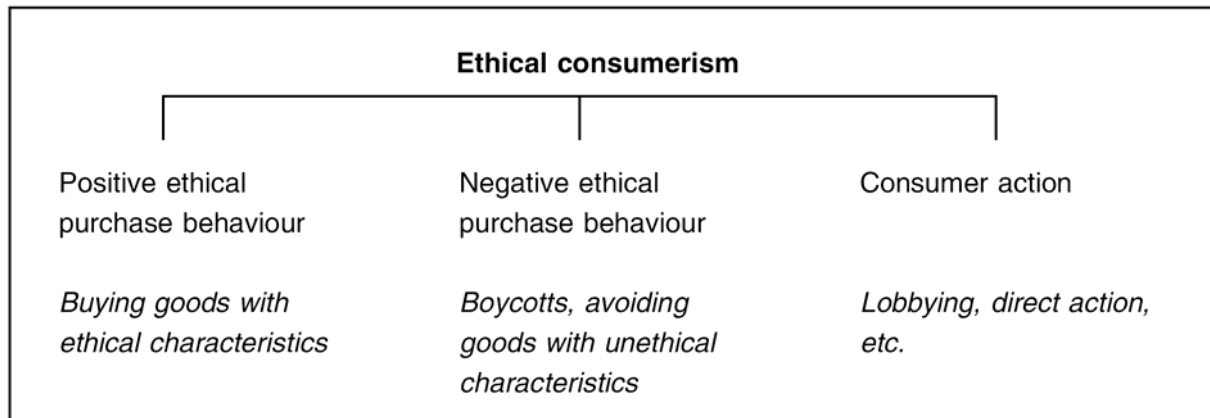 Ethical consumerism
Positive ethical
purchase behaviour
Buying goods with
ethical characteristics
Negative ethical
purchase behaviour
Boycotts, avoiding
goods with unethical
characteristics
Consumer action
Lobbying, direct action,
etc.